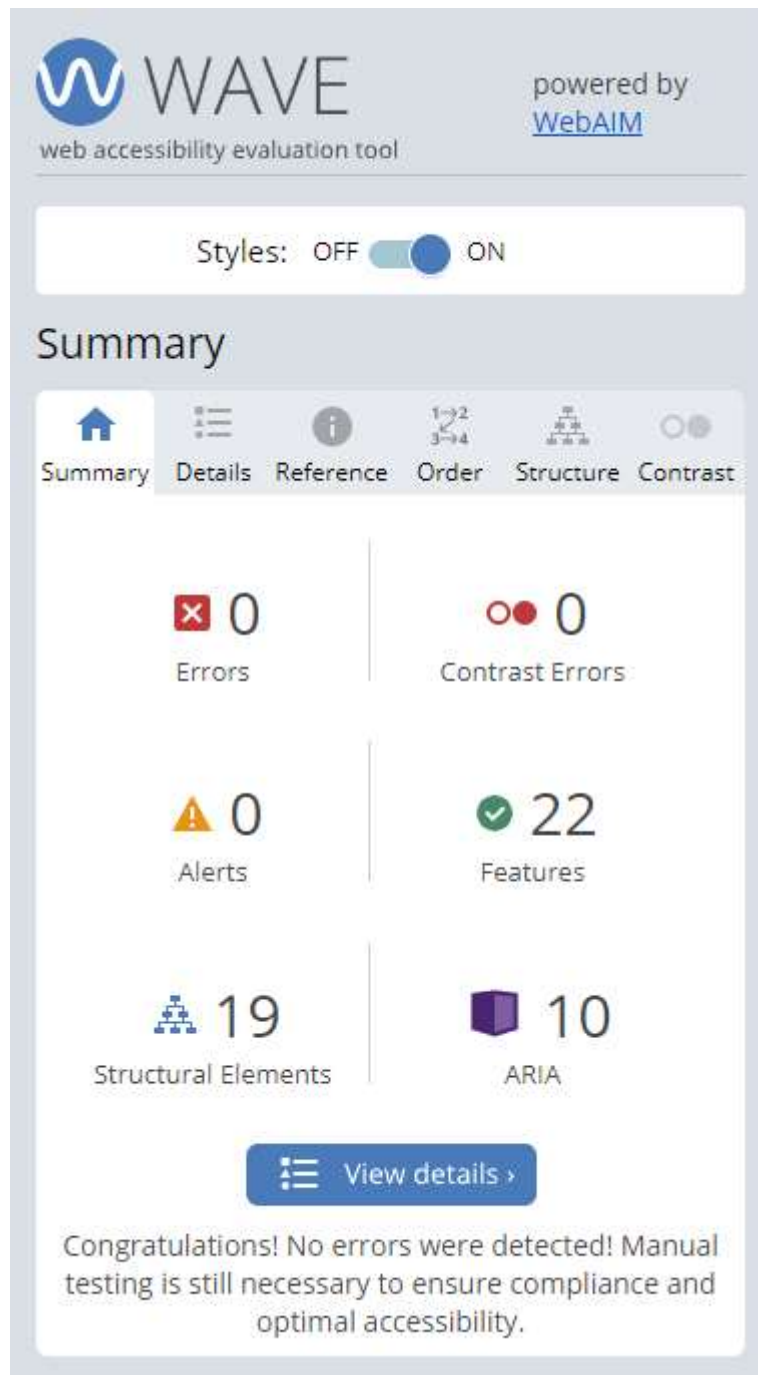 WAVE
powered by
WebAIM
web accessibility evaluation tool
Styles: OFF ON
Summary
1 2
3 4
Summary Details Reference Order Structure Contrast
0 0
Errors Contrast Errors
0 22
Alerts Features
19 10
Structural Elements ARIA
View details ›
Congratulations! No errors were detected! Manual
testing is still necessary to ensure compliance and
optimal accessibility.